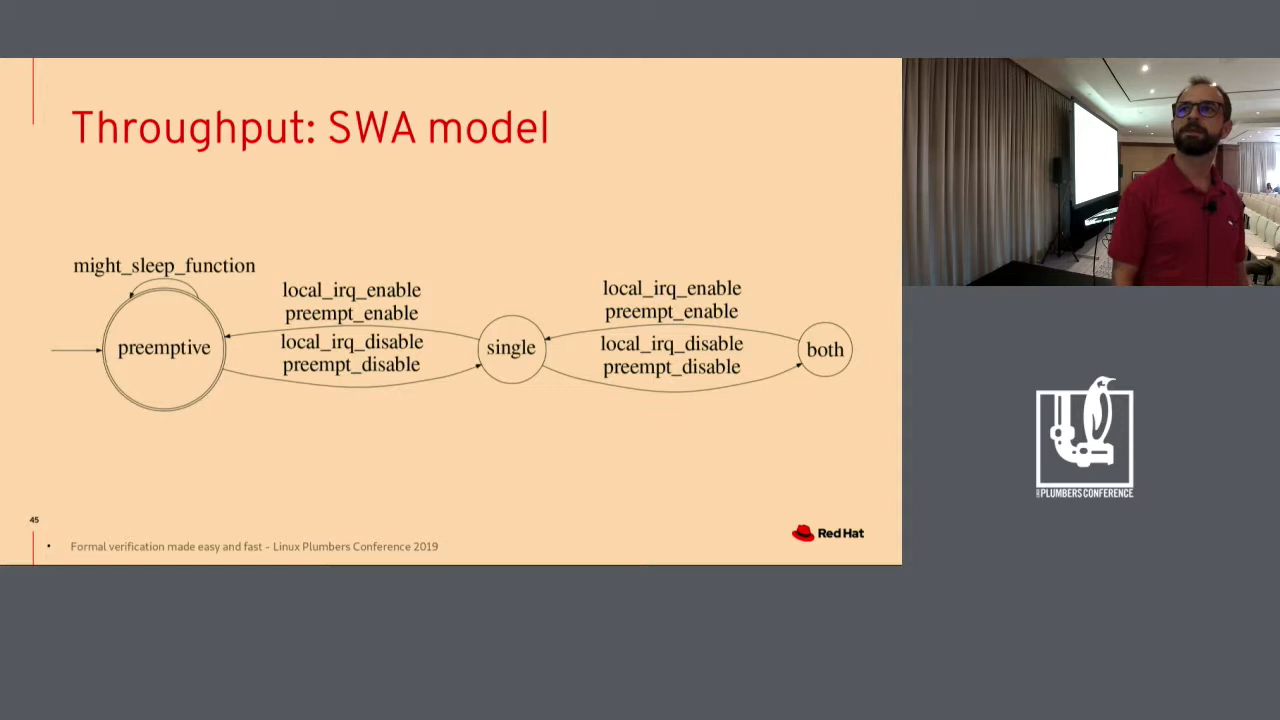 Throughput: SWA model
might_sleep_function
local_irq_enable
preempt_enable
local_irq_disable
preempt_disable
local_irq_enable
preempt_enable
local_irq_disable
preempt_disable
preemptive
single
both
45
• Formal verification made easy and fast - Linux Plumbers Conference 2019
Red Hat
PLUMBERS CONFERENCE